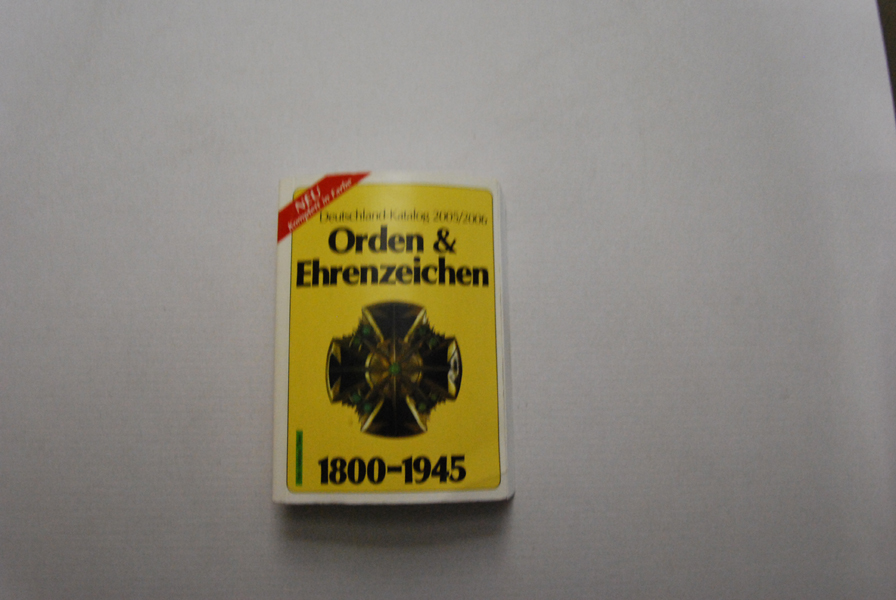 NEU
Komplett in Farbe
Deutschland-Katalog 2005/2006
Orden &
Ehrenzeichen
1800-1945